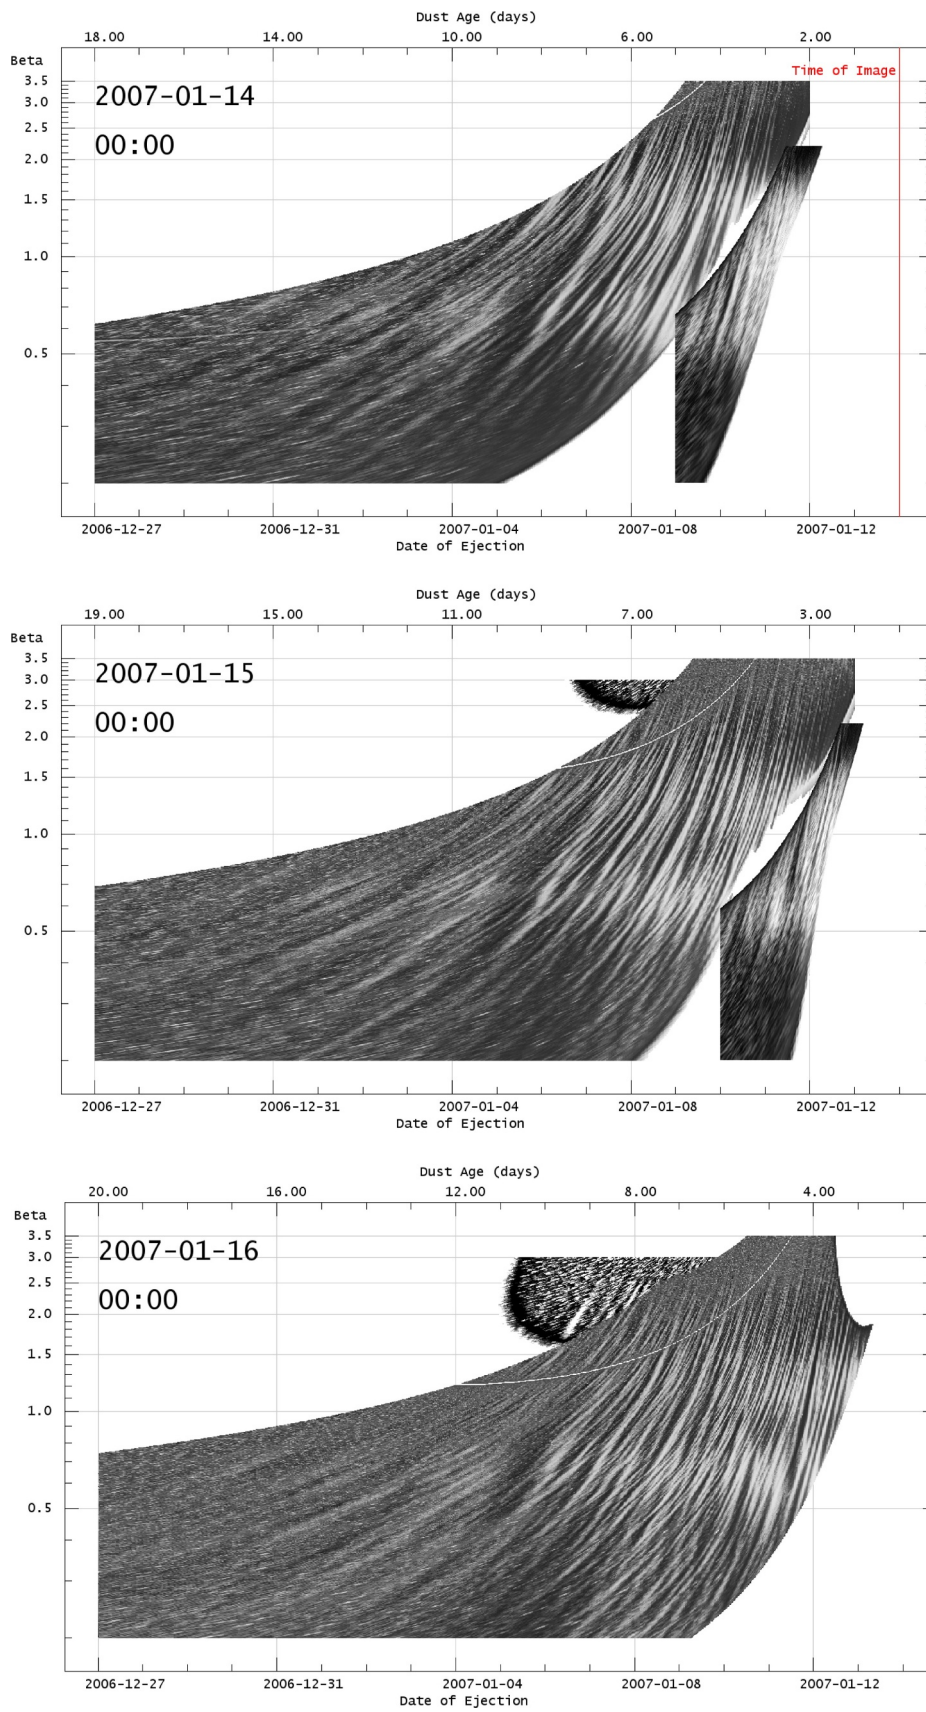 Dust Age (days)
18.00 14.00 10.00 6.00 2.00
Beta
Time of Image
3.5
2007-01-14
3.0
2.5
00:00
2.0
1.5
1.0
0.5
2006-12-27 2006-12-31 2007-01-04 2007-01-08 2007-01-12
Date of Ejection
Dust Age (days)
19.00 15.00 11.00 7.00 3.00
Beta
3.5
2007-01-15
3.0
2.5
00:00
2.0
1.5
1.0
0.5
2006-12-27 2006-12-31 2007-01-04 2007-01-08 2007-01-12
Date of Ejection
Dust Age (days)
20.00 16.00 12.00 8.00 4.00
Beta
3.5
2007-01-16
3.0
2.5
00:00
2.0
1.5
1.0
0.5
2006-12-27 2006-12-31 2007-01-04 2007-01-08 2007-01-12
Date of Ejection